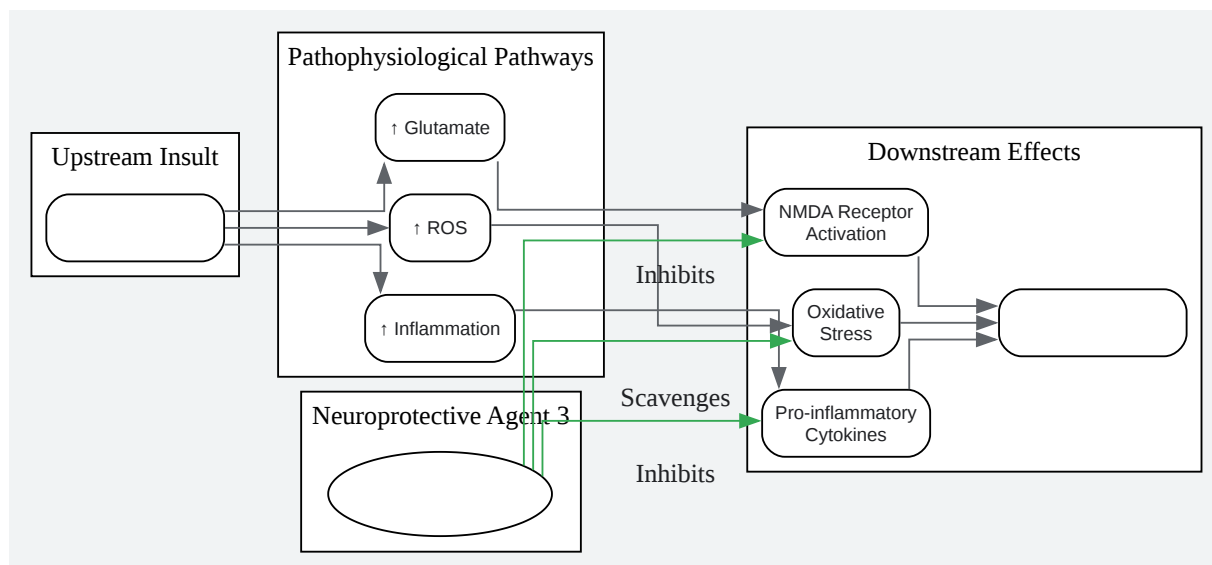 Pathophysiological Pathways
↑ Glutamate
↑ ROS
↑ Inflammation
Upstream Insult
Downstream Effects
NMDA Receptor
Activation
Oxidative
Stress
Pro-inflammatory
Cytokines
Inhibits
Scavenges
Inhibits
Neuroprotective Agent 3